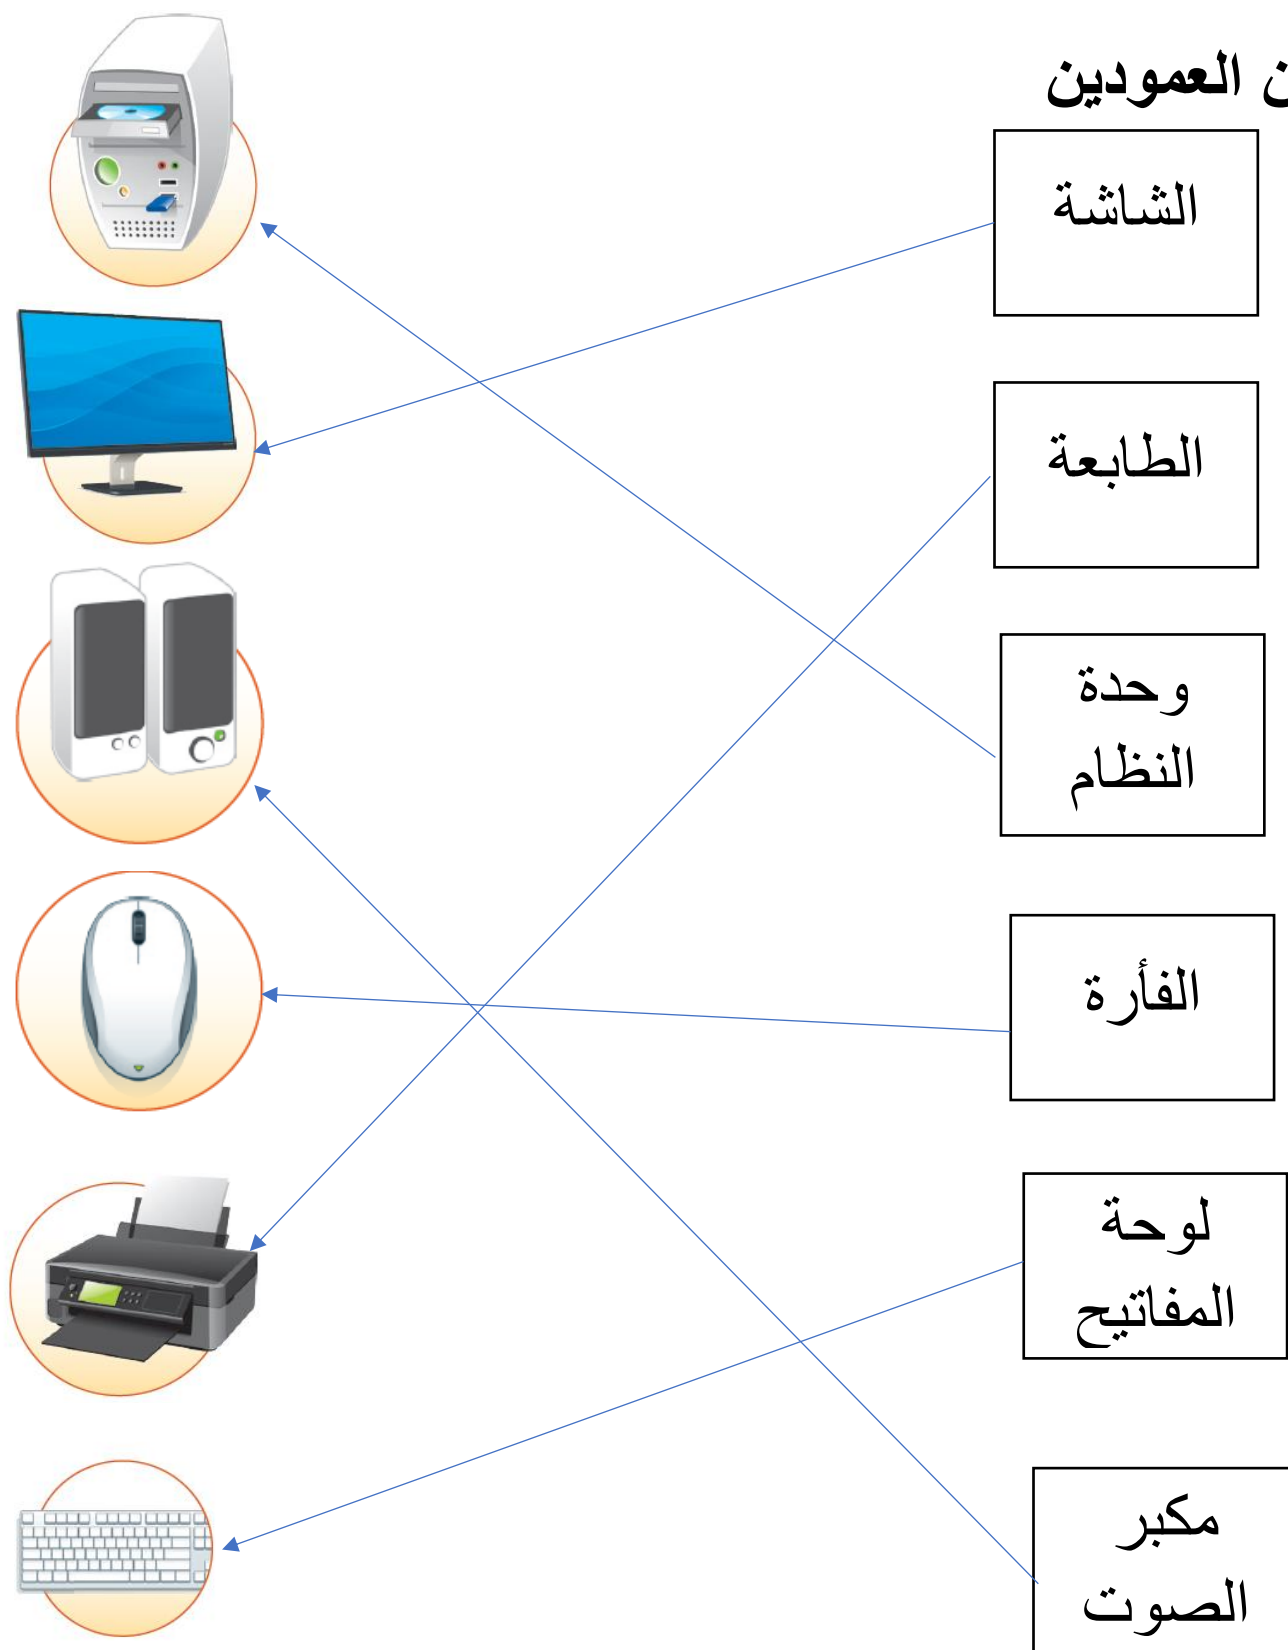 العمودين
الشاشة
الطابعة
وحدة
النظام
الفأرة
لوحة
المفاتيح
مكبر
الصوت